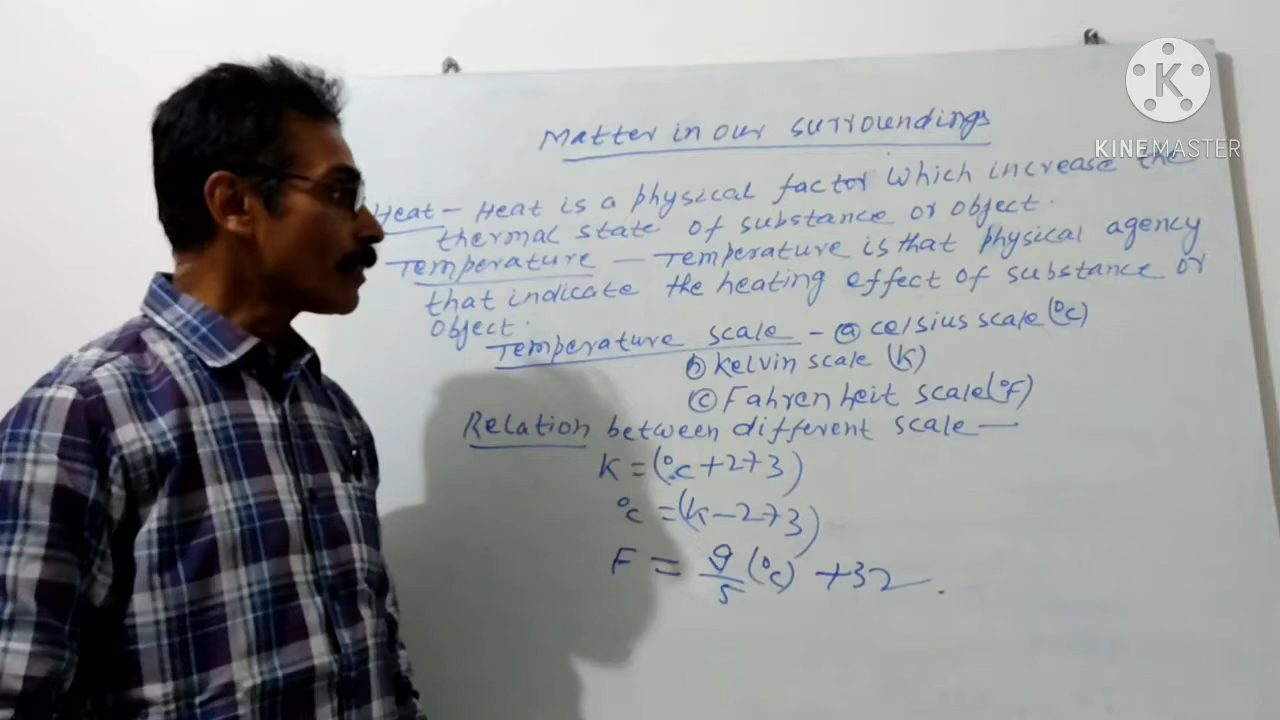 K
KINEMASTER
Matter in our surroundings
Heat - Heat is a physical factor which increase the
thermal state of substance or object.
Temperature - Temperature is that physical agency
that indicate the heating effect of substance or
object.
Temperature scale - (a) celsius scale (°C)
(b) Kelvin scale (K)
(c) Fahrenheit scale (°F)
Relation between different scale —
K = (°C + 273)
°C = (K - 273)
F = 9/5 (°C) + 32.